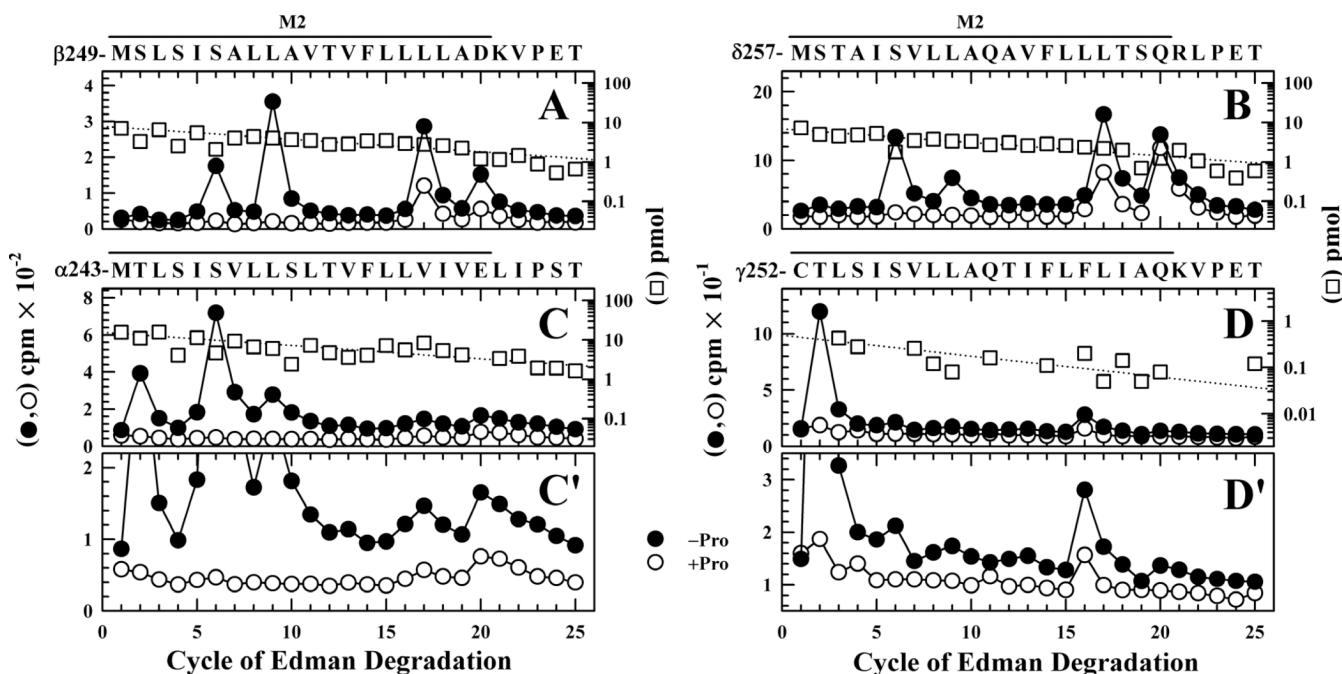 M2
β249- M S L S I S A L L A V T V F L L L L A D K V P E T
A
4
3
2
1
0
100
10
1
0.1
M2
δ257- M S T A I S V L L A Q A V F L L L T S Q R L P E T
B
20
10
0
100
10
1
0.1
α243- M T L S I S V L L S L T V F L L V I V E L I P S T
C
8
6
4
2
0
100
10
1
0.1
γ252- C T L S I S V L L A Q T I F L F L I A Q K V P E T
D
10
5
0
1
0.1
0.01
C'
2
1
0
D'
3
2
1
(●,○) cpm × 10-2
(□) pmol
(●,○) cpm × 10-1
(□) pmol
● –Pro
○ +Pro
0 5 10 15 20 25
0 5 10 15 20 25
Cycle of Edman Degradation
Cycle of Edman Degradation